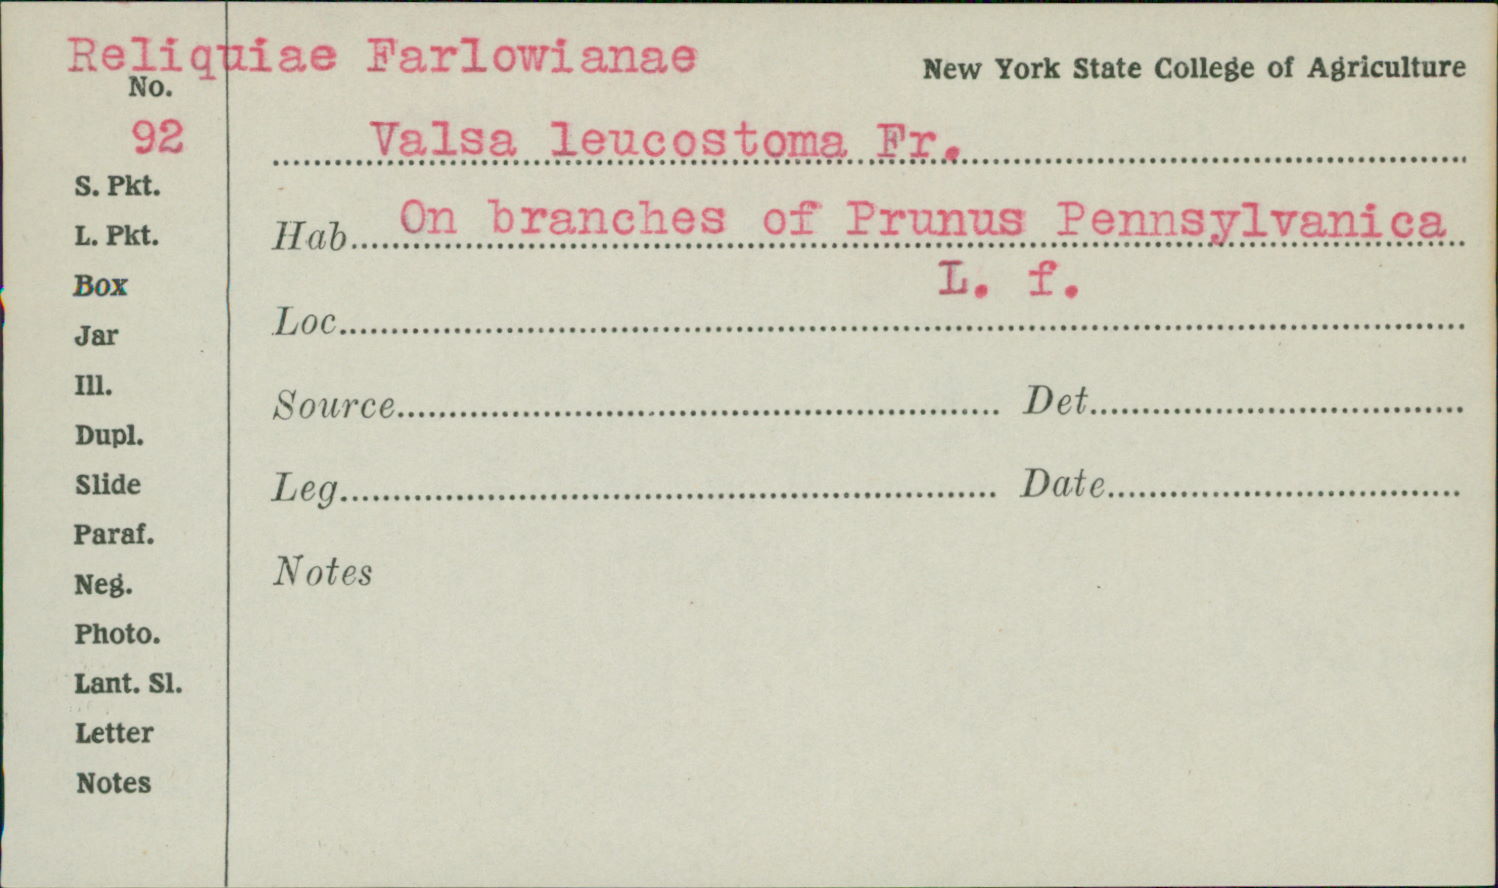 Reliquiae Farlowianae
New York State College of Agriculture
No.
92
Valsa leucostoma Fr.
S. Pkt.
L. Pkt.
Hab. On branches of Prunus Pennsylvanica
L. f.
Box
Loc.
Jar
Ill.
Source
Det.
Dupl.
Slide
Leg.
Date
Paraf.
Notes
Neg.
Photo.
Lant. Sl.
Letter
Notes